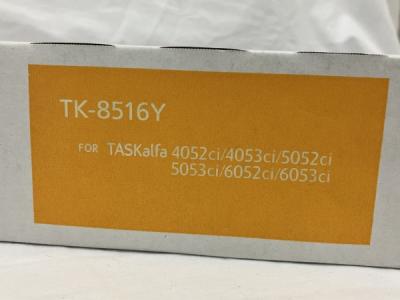 TK-8516Y
FOR TASKalfa 4052ci/4053ci/5052ci
5053ci/6052ci/6053ci